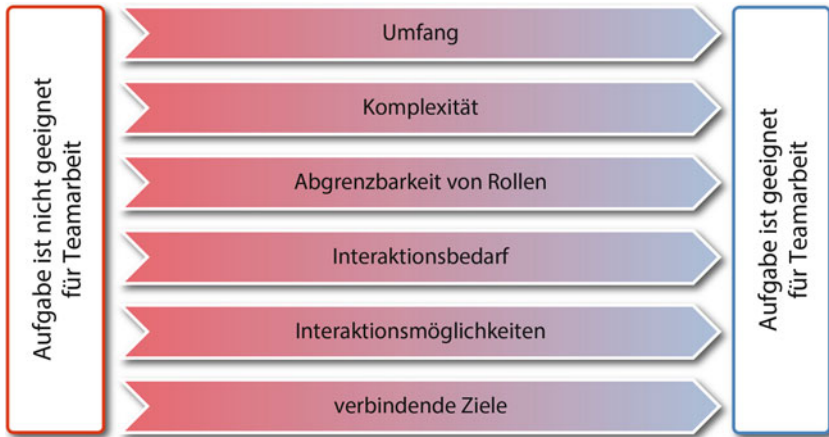 Aufgabe ist nicht geeignet
für Teamarbeit
Umfang
Komplexität
Abgrenzbarkeit von Rollen
Interaktionsbedarf
Interaktionsmöglichkeiten
verbindende Ziele
Aufgabe ist geeignet
für Teamarbeit